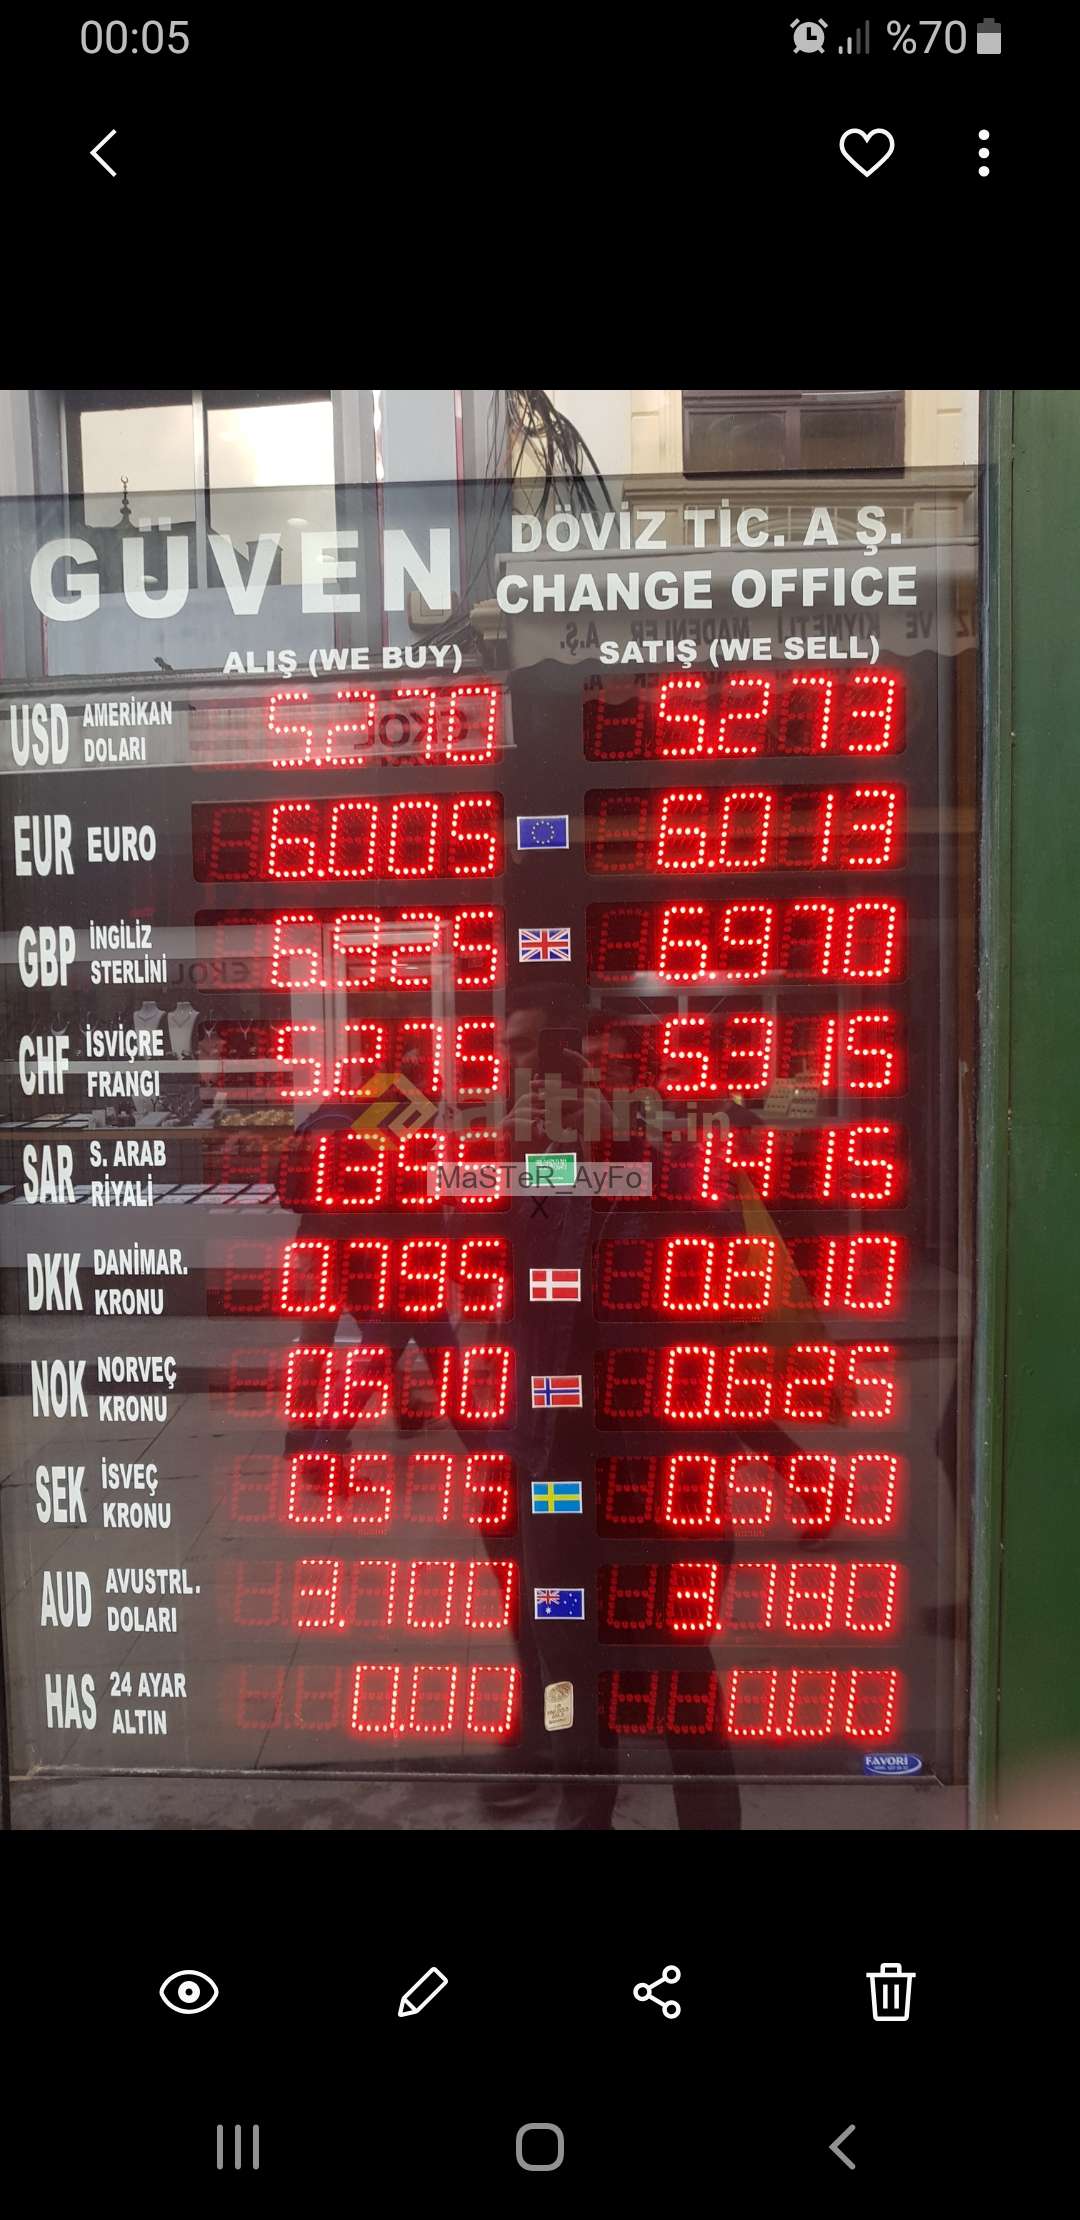 00:05 %70
GÜVEN DÖVİZ TİC. A Ş.
CHANGE OFFICE
ALIŞ (WE BUY) SATIŞ (WE SELL)
USD AMERİKAN DOLARI 5.270 5.273
EUR EURO 6.005 6.013
GBP İNGİLİZ STERLİNİ 6.925 6.970
CHF İSVİÇRE FRANGI 5.275 5.315
altin.in
SAR S. ARAB RİYALİ 1.395 1.415
MaSTeR_AyFo
X
DKK DANİMAR. KRONU 0.795 0.810
NOK NORVEÇ KRONU 0.610 0.625
SEK İSVEÇ KRONU 0.575 0.590
AUD AVUSTRL. DOLARI 3.700 3.780
HAS 24 AYAR ALTIN 0.00 0.00
FAVORİ